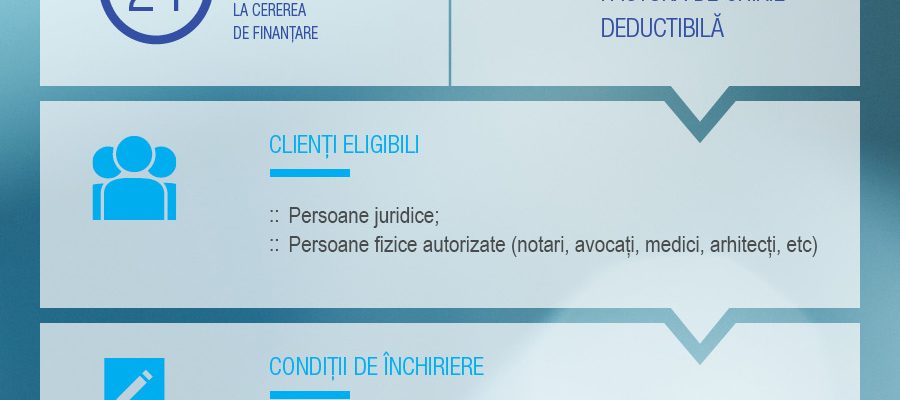 LA CEREREA
DE FINANȚARE
DEDUCTIBILĂ
CLIENȚI ELIGIBILI
:: Persoane juridice;
:: Persoane fizice autorizate (notari, avocați, medici, arhitecți, etc)
CONDIȚII DE ÎNCHIRIERE